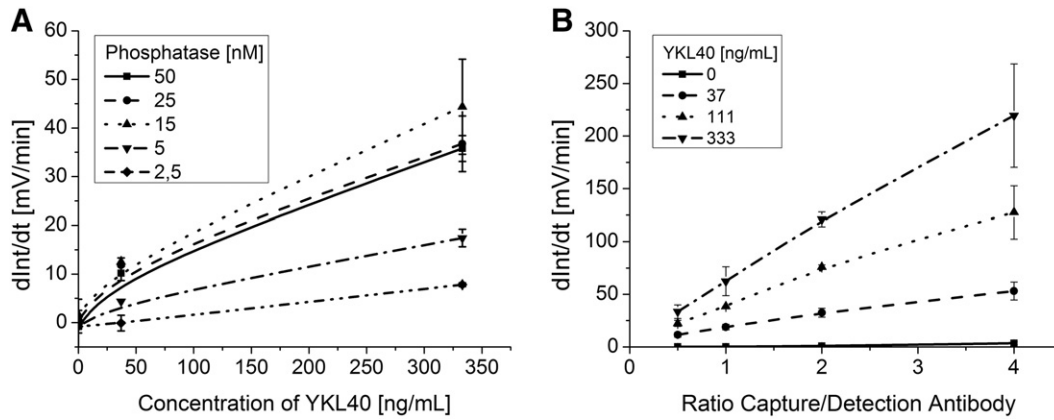 A
Phosphatase [nM]
50
25
15
5
2,5
60
50
40
30
20
10
0
dInt/dt [mV/min]
0 50 100 150 200 250 300 350
Concentration of YKL40 [ng/mL]
B
YKL40 [ng/mL]
0
37
111
333
300
250
200
150
100
50
0
dInt/dt [mV/min]
0 1 2 3 4
Ratio Capture/Detection Antibody